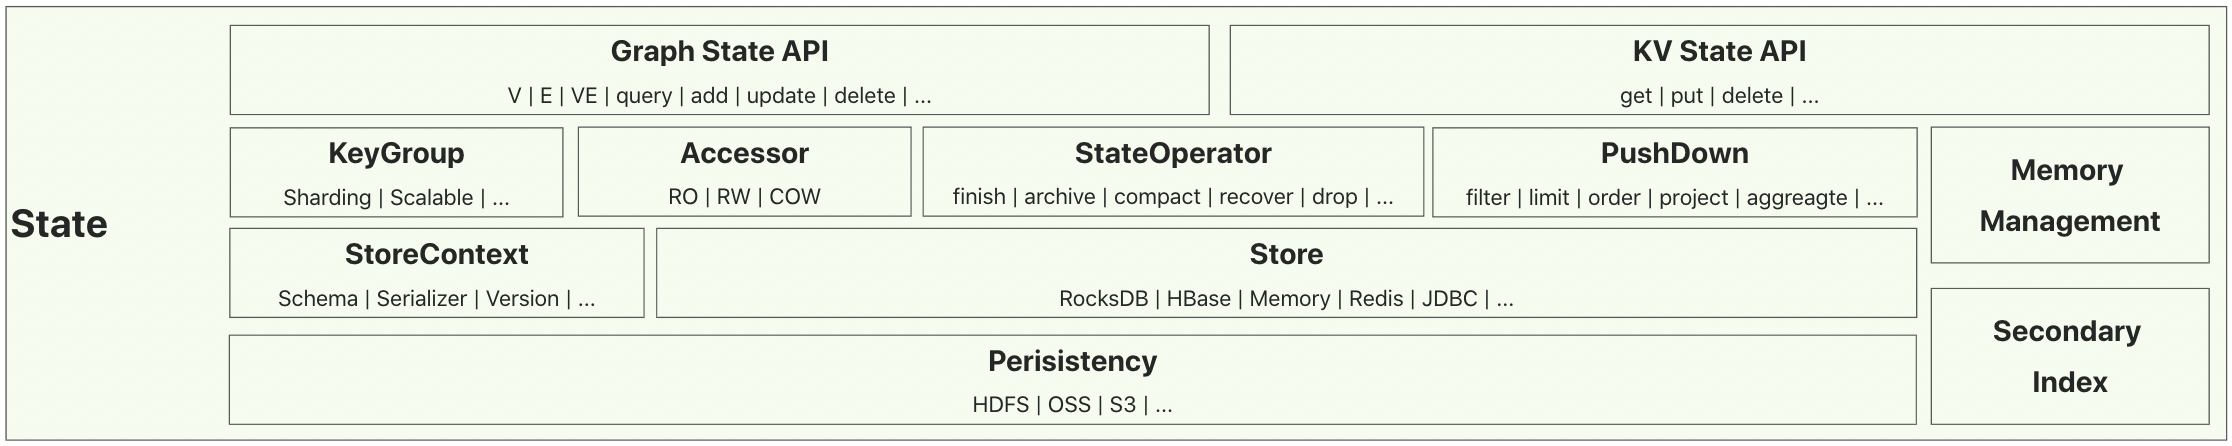 State
Graph State API
V | E | VE | query | add | update | delete | ...
KV State API
get | put | delete | ...
KeyGroup
Sharding | Scalable | ...
Accessor
RO | RW | COW
StateOperator
finish | archive | compact | recover | drop | ...
PushDown
filter | limit | order | project | aggreagte | ...
Memory
Management
StoreContext
Schema | Serializer | Version | ...
Store
RocksDB | HBase | Memory | Redis | JDBC | ...
Secondary
Index
Perisistency
HDFS | OSS | S3 | ...